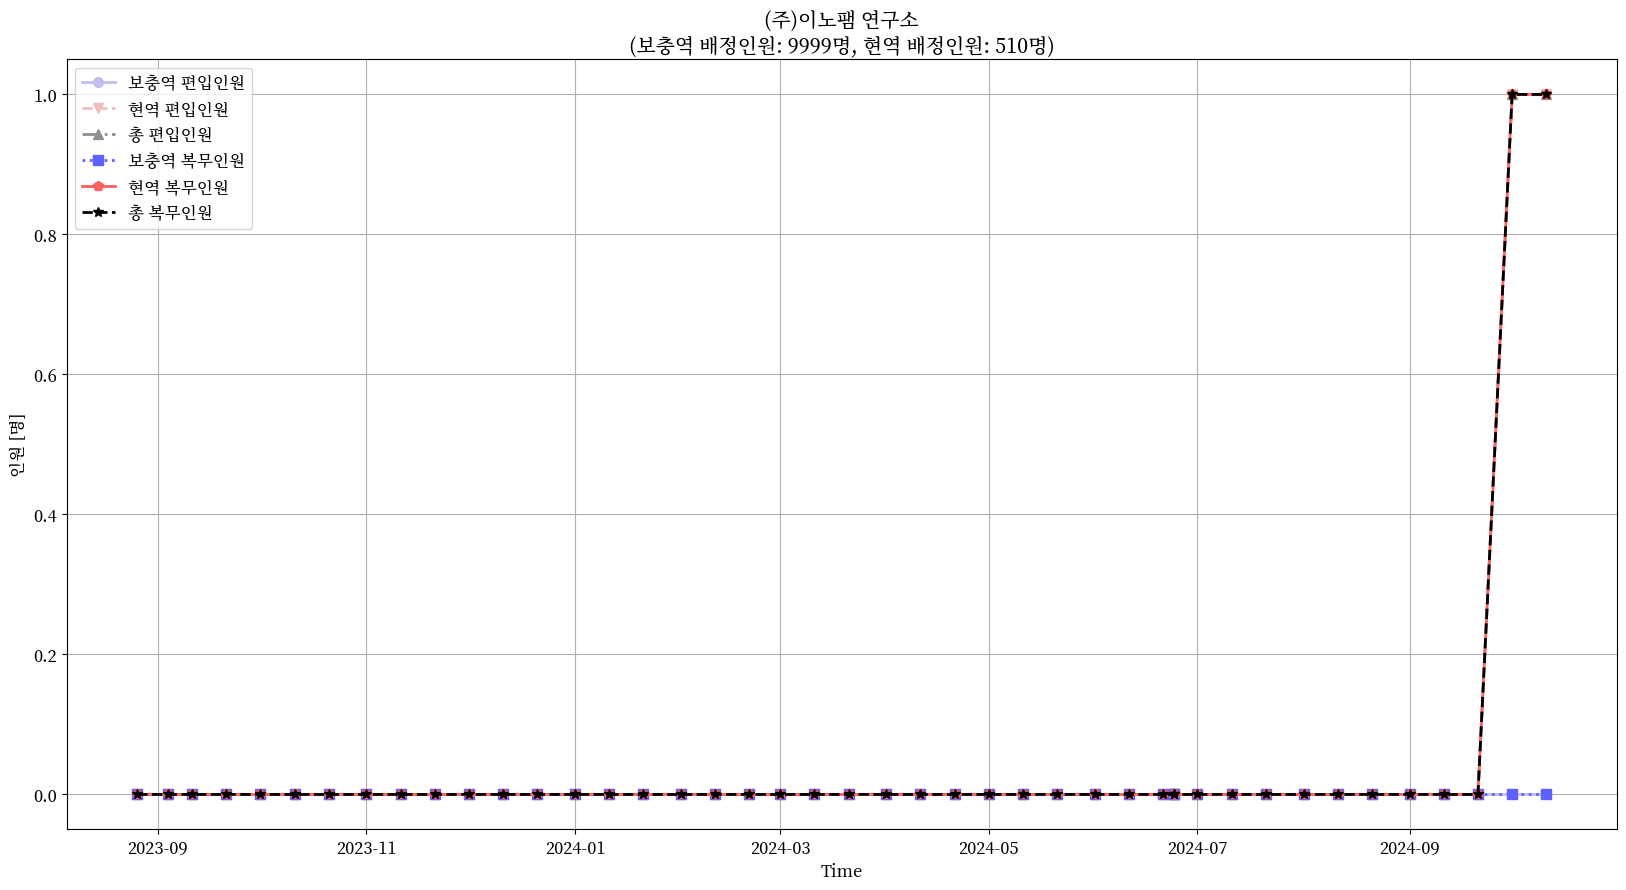 (주)이노팸 연구소
(보충역 배정인원: 9999명, 현역 배정인원: 510명)
보충역 편입인원
현역 편입인원
총 편입인원
보충역 복무인원
현역 복무인원
총 복무인원
1.0
0.8
0.6
0.4
0.2
0.0
인원 [명]
2023-09
2023-11
2024-01
2024-03
2024-05
2024-07
2024-09
Time